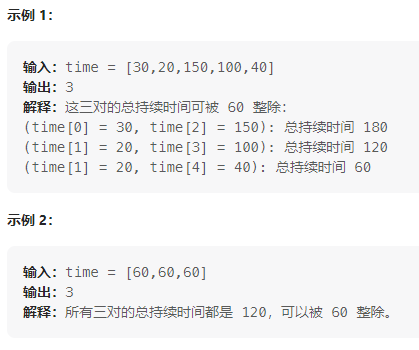 示例 1：
输入：time = [30,20,150,100,40]
输出：3
解释：这三对的总持续时间可被 60 整除：
(time[0] = 30, time[2] = 150): 总持续时间 180
(time[1] = 20, time[3] = 100): 总持续时间 120
(time[1] = 20, time[4] = 40): 总持续时间 60
示例 2：
输入：time = [60,60,60]
输出：3
解释：所有三对的总持续时间都是 120，可以被 60 整除。